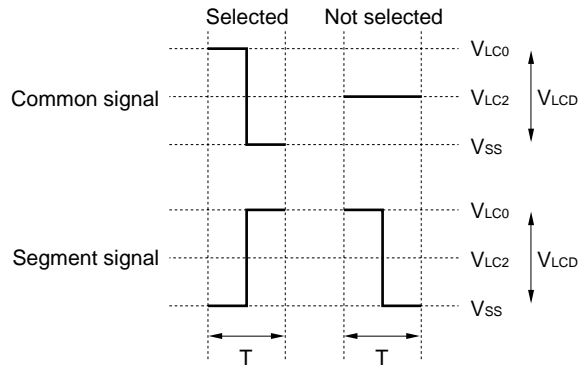 Selected
Not selected
Common signal
VLC0
VLC2
VLCD
VSS
Segment signal
VLC0
VLC2
VLCD
VSS
T
T